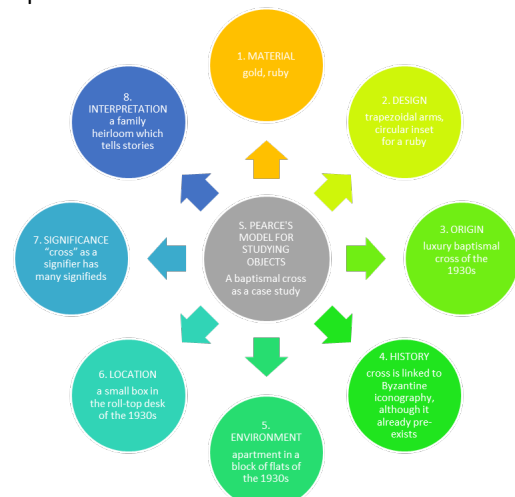 1. MATERIAL
gold, ruby
2. DESIGN
trapezoidal arms,
circular inset
for a ruby
3. ORIGIN
luxury baptismal
cross of the
1930s
4. HISTORY
cross is linked to
Byzantine
iconography,
although it
already pre-
exists
5.
ENVIRONMENT
apartment in a
block of flats of
the 1930s
6. LOCATION
a small box in
the roll-top desk
of the 1930s
7. SIGNIFICANCE
“cross” as a
signifier has
many signifieds
8.
INTERPRETATION
a family
heirloom which
tells stories
S. PEARCE'S
MODEL FOR
STUDYING
OBJECTS
A baptismal cross
as a case study